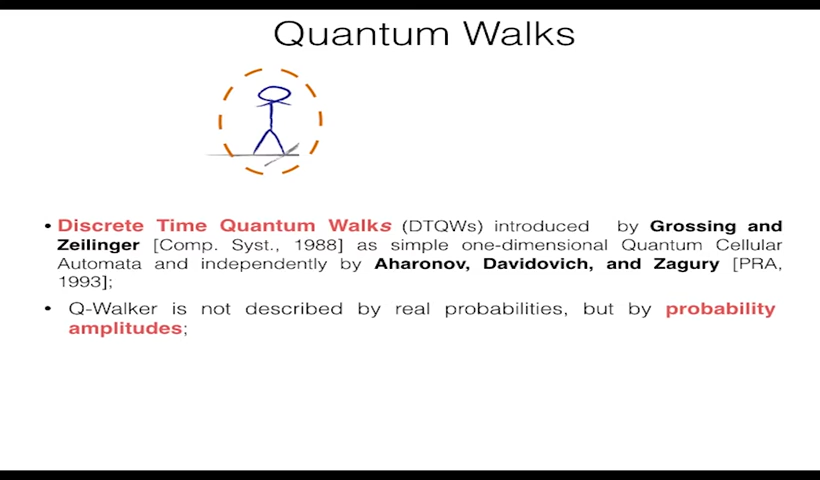 Quantum Walks
• Discrete Time Quantum Walks (DTQWs) introduced by Grossing and
Zeilinger [Comp. Syst., 1988] as simple one-dimensional Quantum Cellular
Automata and independently by Aharonov, Davidovich, and Zagury [PRA,
1993];
• Q-Walker is not described by real probabilities, but by probability
amplitudes;